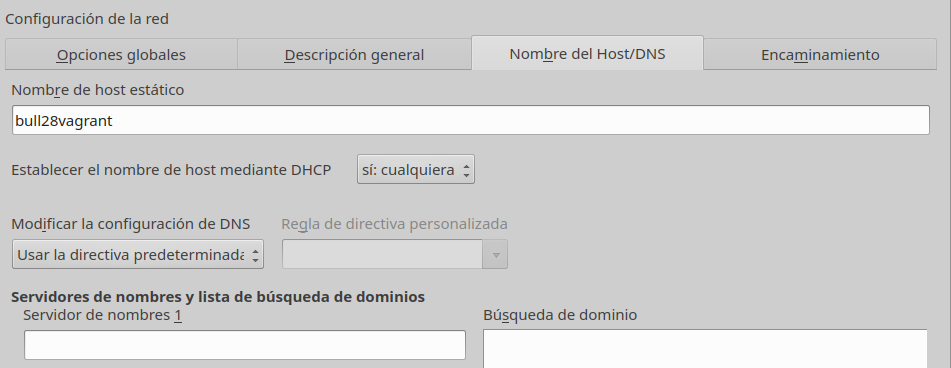 Configuración de la red
Opciones globales Descripción general Nombre del Host/DNS Encaminamiento
Nombre de host estático
bull28vagrant
Establecer el nombre de host mediante DHCP sí: cualquiera
Modificar la configuración de DNS Regla de directiva personalizada
Usar la directiva predeterminada
Servidores de nombres y lista de búsqueda de dominios
Servidor de nombres 1 Búsqueda de dominio